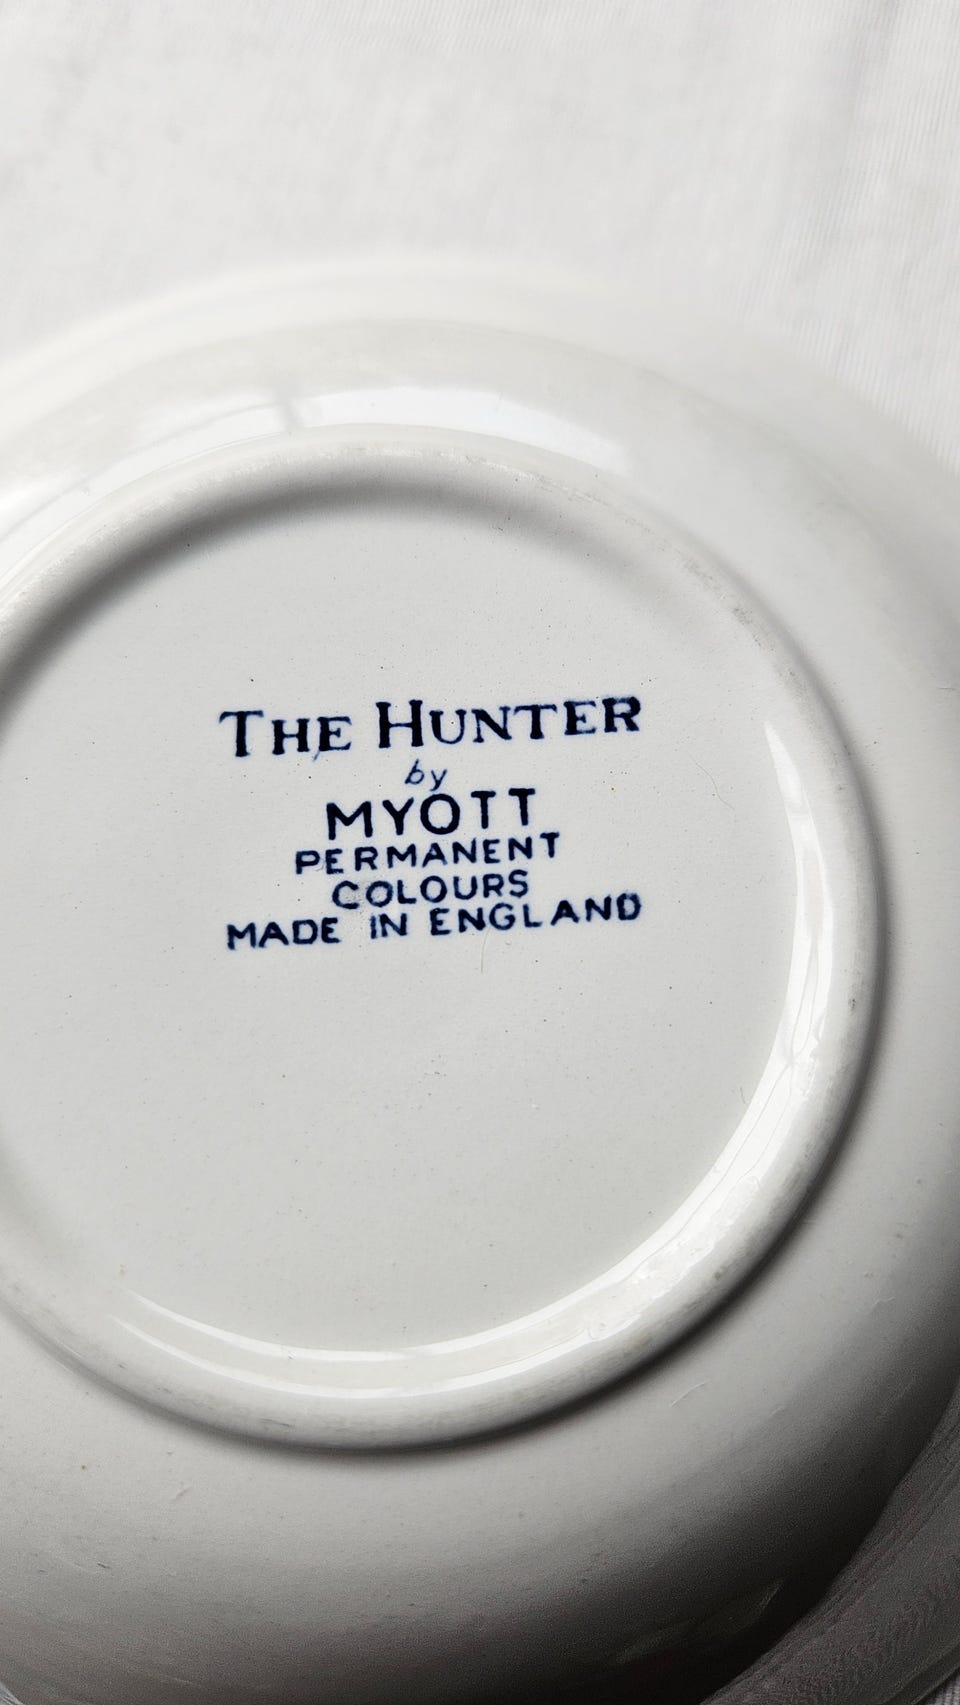 THE HUNTER
by
MYOTT
PERMANENT
COLOURS
MADE IN ENGLAND